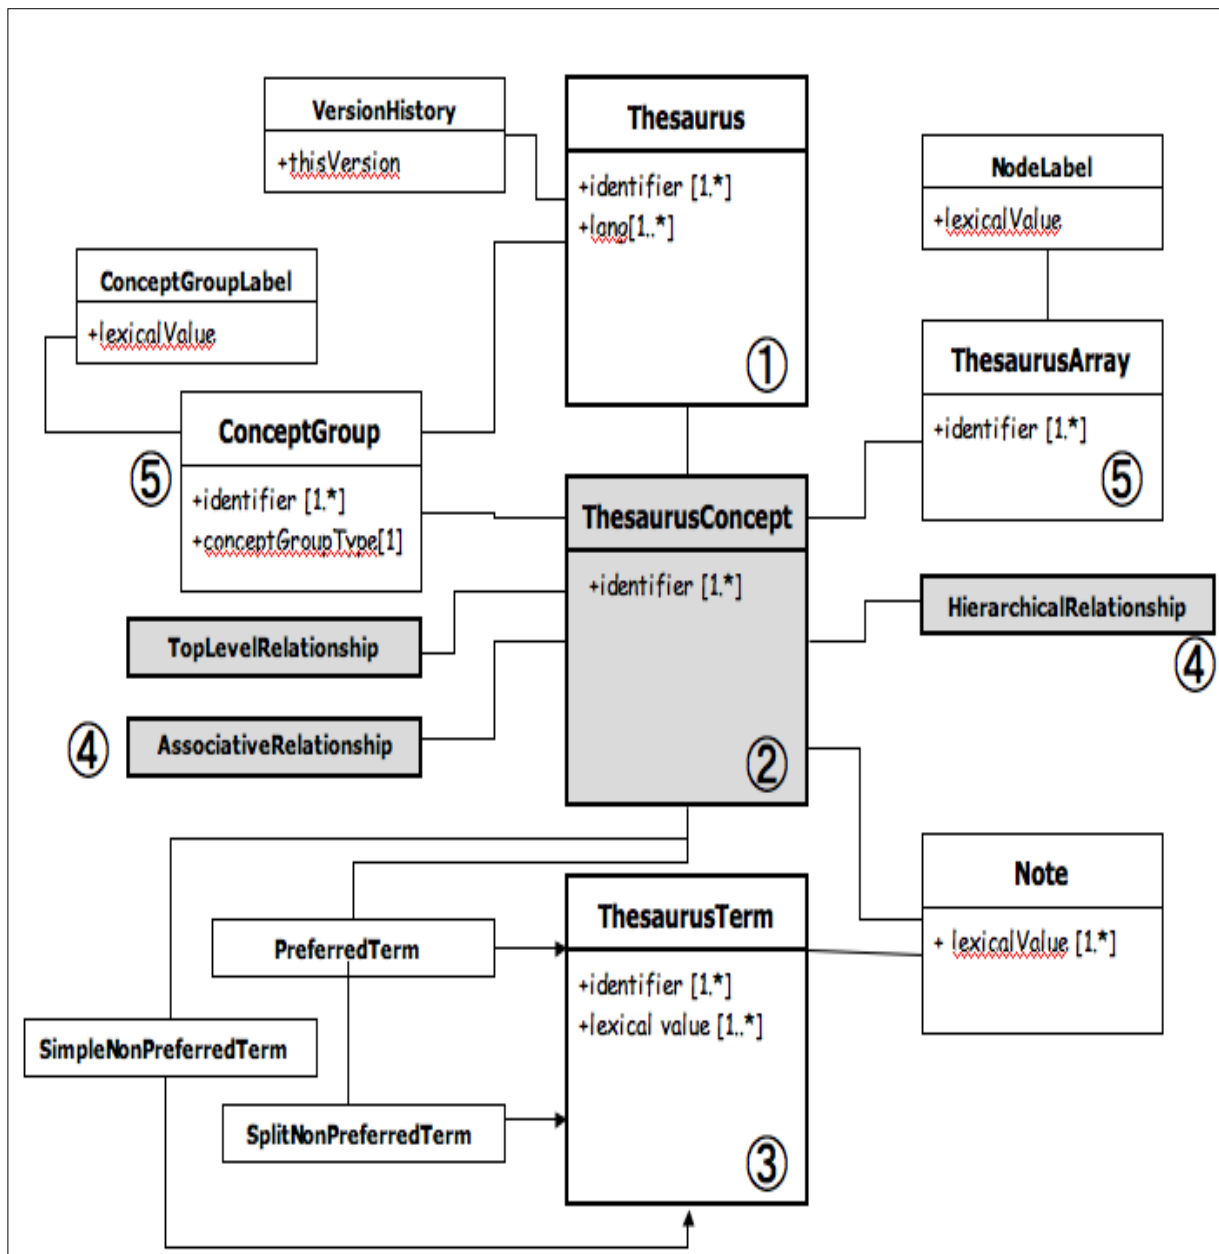 VersionHistory
+thisVersion
Thesaurus
+identifier [1.*]
+lang[1..*]
①
NodeLabel
+lexicalValue
ConceptGroupLabel
+lexicalValue
ThesaurusArray
+identifier [1.*]
⑤
ConceptGroup
+identifier [1.*]
+conceptGroupType[1]
⑤
ThesaurusConcept
+identifier [1.*]
②
TopLevelRelationship
HierarchicalRelationship
④
AssociativeRelationship
④
Note
+ lexicalValue [1.*]
ThesaurusTerm
+identifier [1.*]
+lexical value [1..*]
③
PreferredTerm
SimpleNonPreferredTerm
SplitNonPreferredTerm